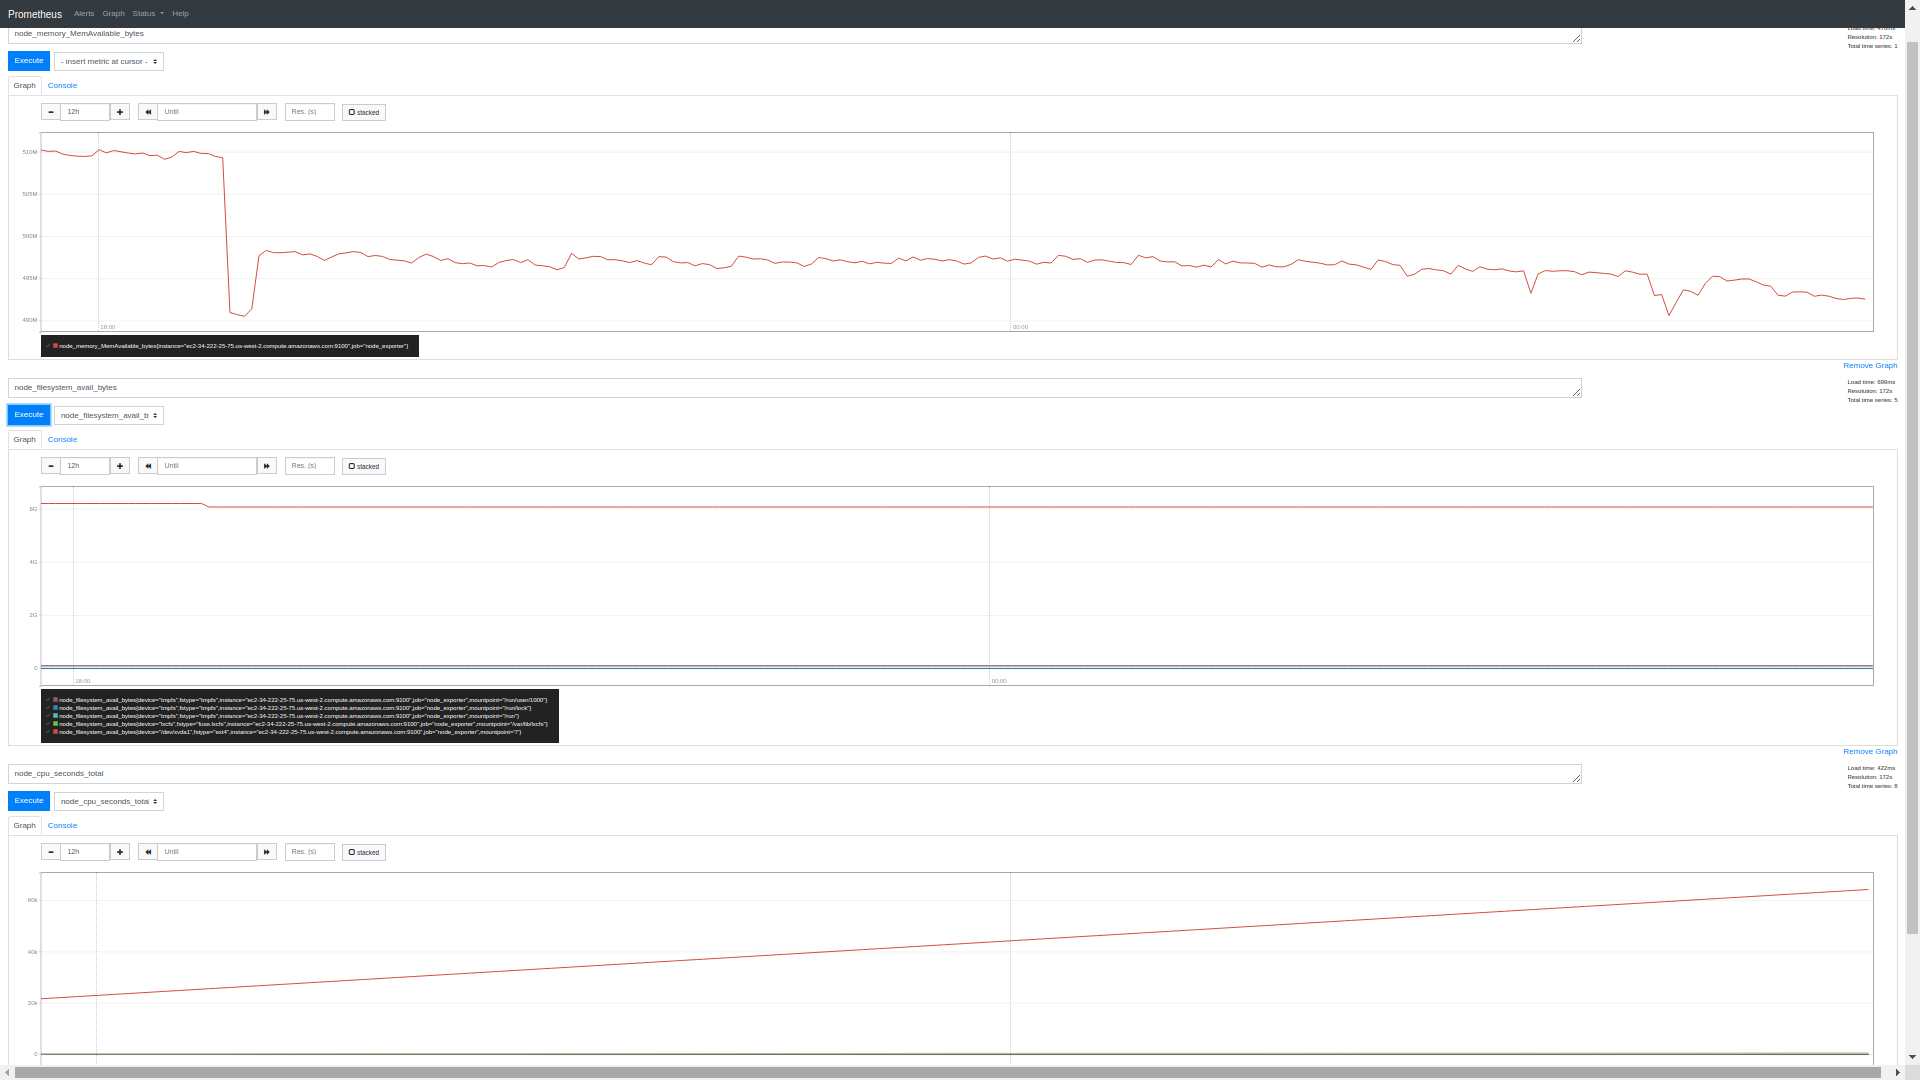 Prometheus Alerts Graph Status Help
node_memory_MemAvailable_bytes
Resolution: 172s
Total time series: 1
Execute - insert metric at cursor -
Graph Console
12h Until Res. (s) stacked
510M
505M
500M
495M
490M
18:00 00:00
node_memory_MemAvailable_bytes{instance="ec2-34-222-25-75.us-west-2.compute.amazonaws.com:9100",job="node_exporter"}
Remove Graph
node_filesystem_avail_bytes
Load time: 699ms
Resolution: 172s
Total time series: 5
Execute node_filesystem_avail_b
Graph Console
12h Until Res. (s) stacked
6G
4G
2G
0
18:00 00:00
node_filesystem_avail_bytes{device="tmpfs",fstype="tmpfs",instance="ec2-34-222-25-75.us-west-2.compute.amazonaws.com:9100",job="node_exporter",mountpoint="/run/user/1000"}
node_filesystem_avail_bytes{device="tmpfs",fstype="tmpfs",instance="ec2-34-222-25-75.us-west-2.compute.amazonaws.com:9100",job="node_exporter",mountpoint="/run/lock"}
node_filesystem_avail_bytes{device="tmpfs",fstype="tmpfs",instance="ec2-34-222-25-75.us-west-2.compute.amazonaws.com:9100",job="node_exporter",mountpoint="/run"}
node_filesystem_avail_bytes{device="lxcfs",fstype="fuse.lxcfs",instance="ec2-34-222-25-75.us-west-2.compute.amazonaws.com:9100",job="node_exporter",mountpoint="/var/lib/lxcfs"}
node_filesystem_avail_bytes{device="/dev/xvda1",fstype="ext4",instance="ec2-34-222-25-75.us-west-2.compute.amazonaws.com:9100",job="node_exporter",mountpoint="/"}
Remove Graph
node_cpu_seconds_total
Load time: 422ms
Resolution: 172s
Total time series: 8
Execute node_cpu_seconds_total
Graph Console
12h Until Res. (s) stacked
60k
40k
20k
0